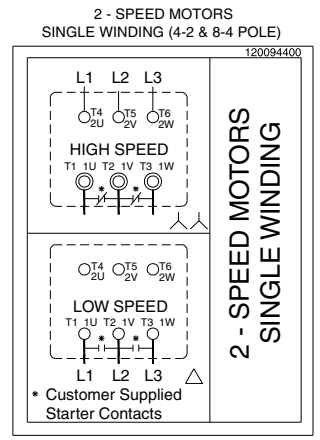 2 - SPEED MOTORS
SINGLE WINDING (4-2 & 8-4 POLE)
120094400
L1 L2 L3
T4 T5 T6
2U 2V 2W
HIGH SPEED
T1 1U T2 1V T3 1W
* *
T4 T5 T6
2U 2V 2W
LOW SPEED
T1 1U T2 1V T3 1W
* *
L1 L2 L3
* Customer Supplied
Starter Contacts
2 - SPEED MOTORS
SINGLE WINDING